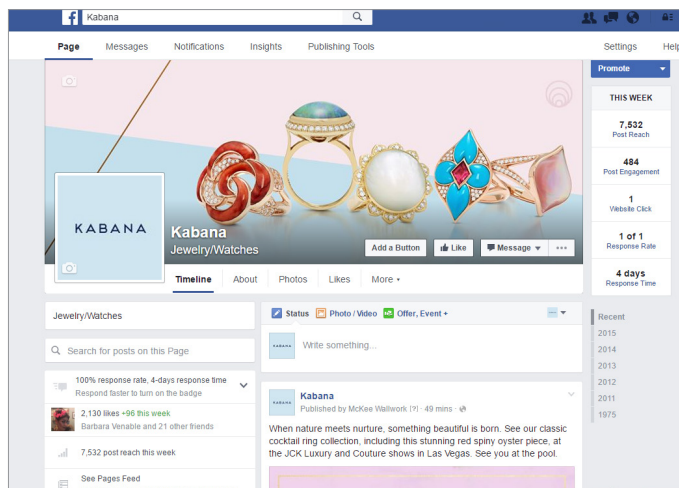 Kabana
Page Messages Notifications Insights Publishing Tools Settings Help
Promote
THIS WEEK
7,532
Post Reach
484
Post Engagement
1
Website Click
1 of 1
Response Rate
4 days
Response Time
KABANA
Kabana
Jewelry/Watches
Add a Button Like Message
Timeline About Photos Likes More
Recent
2015
2014
2013
2012
2011
1975
Jewelry/Watches
Search for posts on this Page
100% response rate, 4-days response time
Respond faster to turn on the badge
2,130 likes +96 this week
Barbara Venable and 21 other friends
7,532 post reach this week
See Pages Feed
Status Photo / Video Offer, Event +
KABANA
Write something...
KABANA
Kabana
Published by McKee Wallwork [?] · 49 mins ·
When nature meets nurture, something beautiful is born. See our classic
cocktail ring collection, including this stunning red spiny oyster piece, at
the JCK Luxury and Couture shows in Las Vegas. See you at the pool.